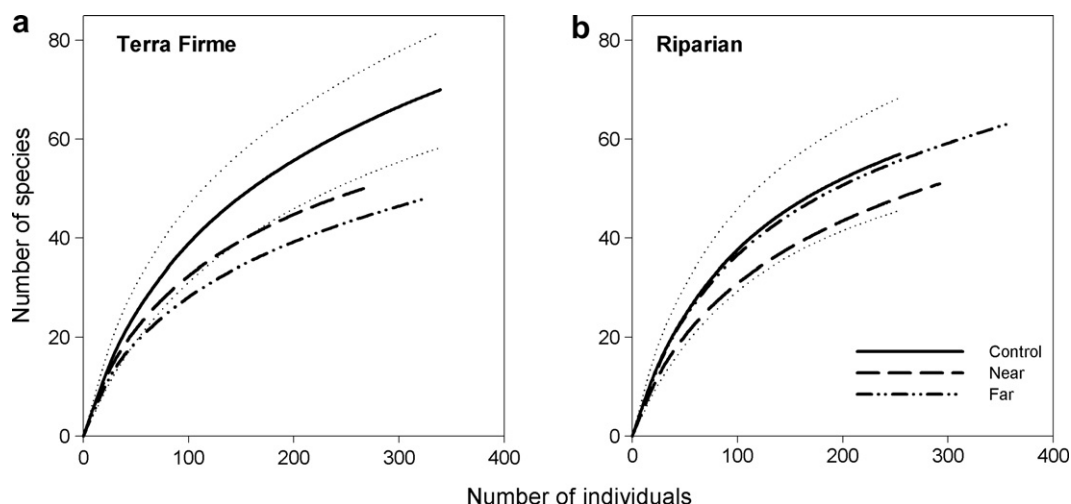 a
Terra Firme
80
60
40
20
0
0 100 200 300 400
Number of species
b
Riparian
80
60
40
20
0
0 100 200 300 400
Control
Near
Far
Number of individuals